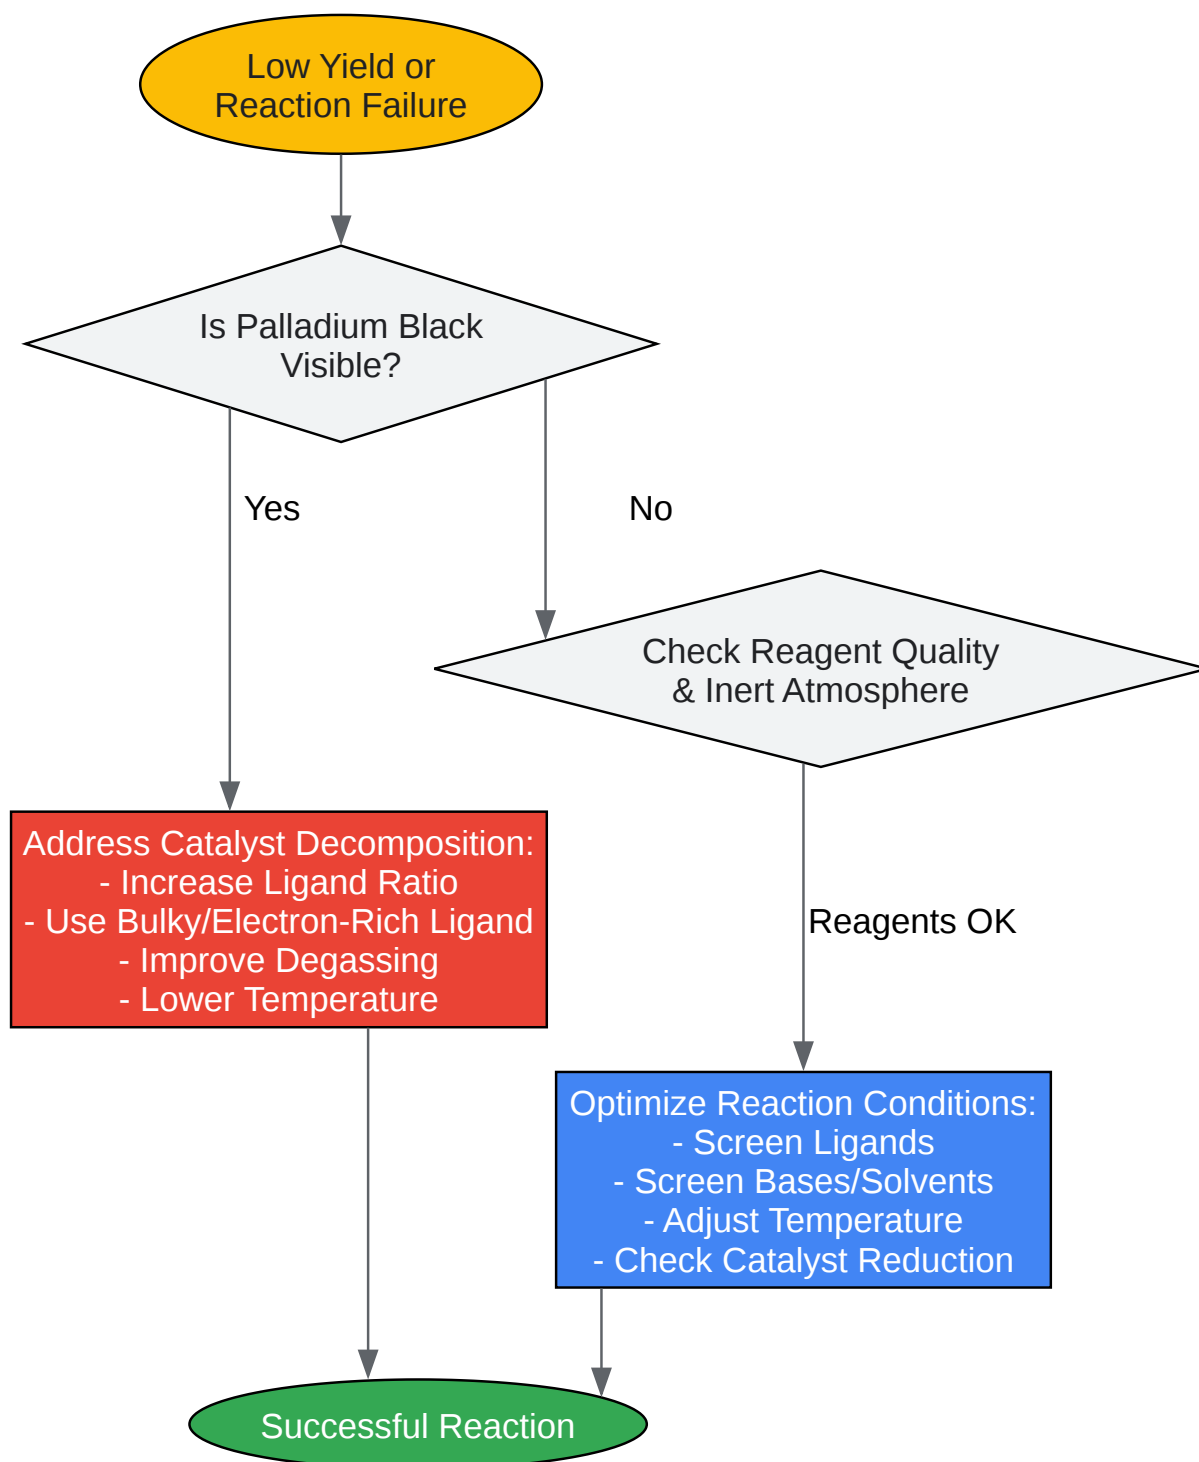 Low Yield or
Reaction Failure
Is Palladium Black
Visible?
Yes
No
Check Reagent Quality
& Inert Atmosphere
Address Catalyst Decomposition:
- Increase Ligand Ratio
- Use Bulky/Electron-Rich Ligand
- Improve Degassing
- Lower Temperature
Reagents OK
Optimize Reaction Conditions:
- Screen Ligands
- Screen Bases/Solvents
- Adjust Temperature
- Check Catalyst Reduction
Successful Reaction